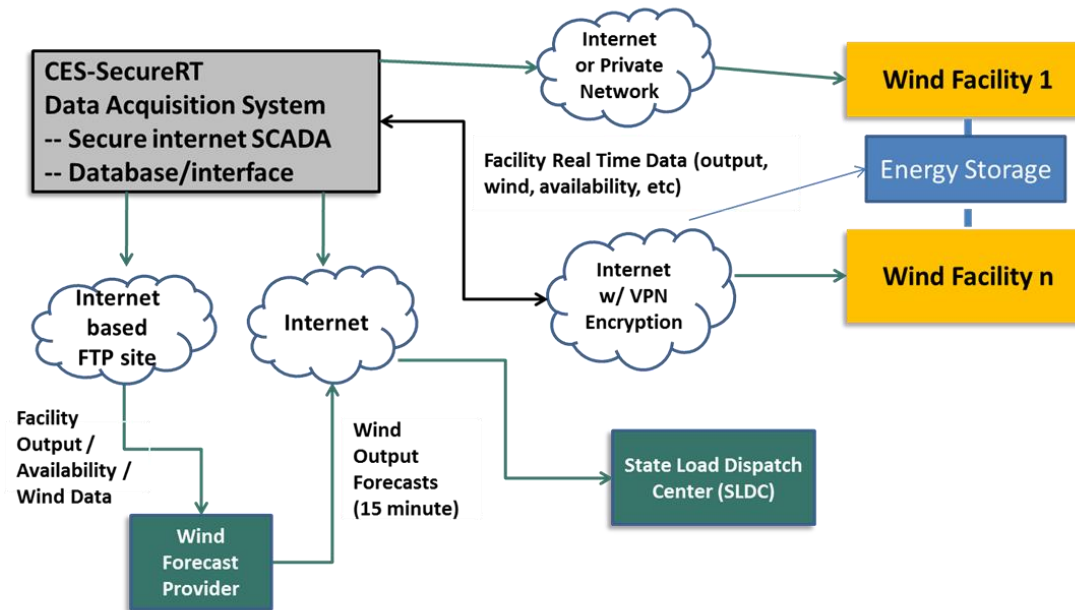 CES-SecureRT
Data Acquisition System
-- Secure internet SCADA
-- Database/interface
Internet
or Private
Network
Wind Facility 1
Facility Real Time Data (output,
wind, availability, etc)
Energy Storage
Internet
w/ VPN
Encryption
Wind Facility n
Internet
based
FTP site
Internet
Facility
Output /
Availability /
Wind Data
Wind
Output
Forecasts
(15 minute)
State Load Dispatch
Center (SLDC)
Wind
Forecast
Provider